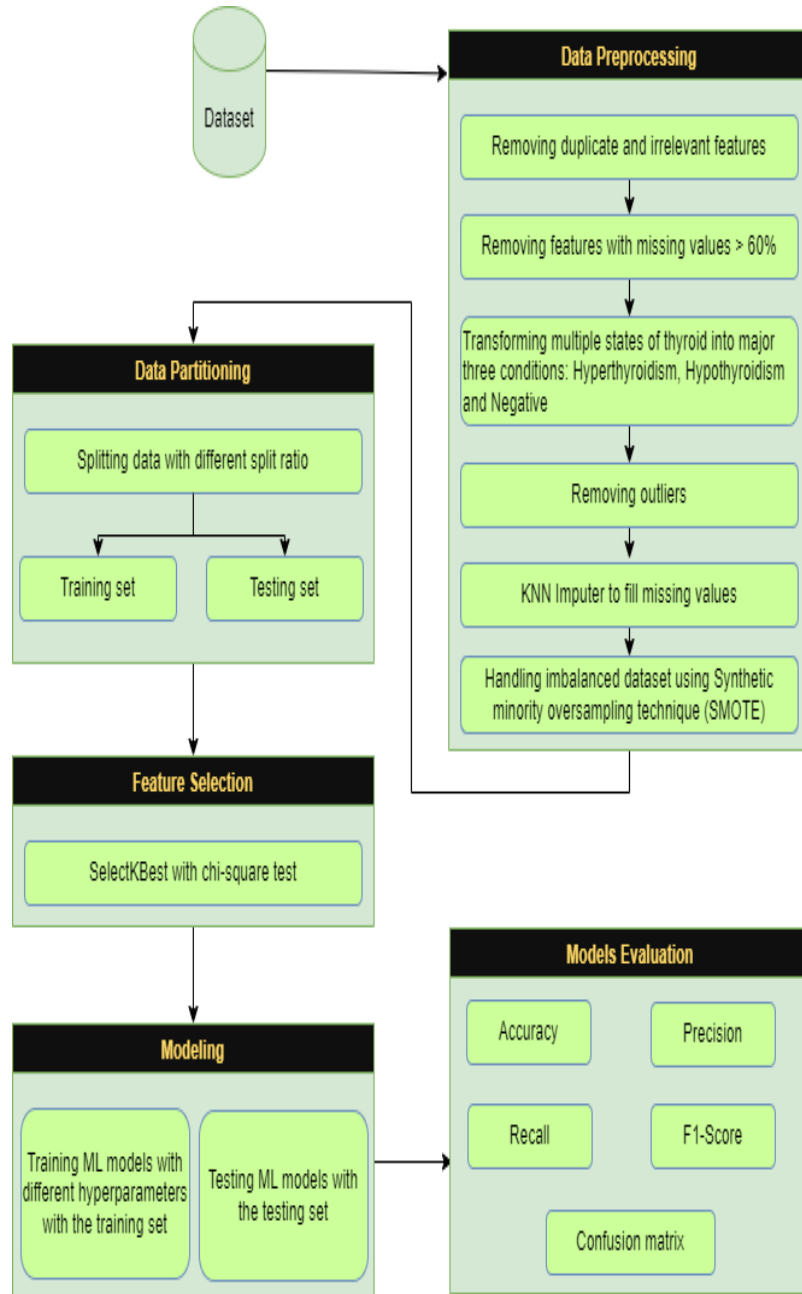 Dataset
Data Preprocessing
Removing duplicate and irrelevant features
Removing features with missing values > 60%
Transforming multiple states of thyroid into major
three conditions: Hyperthyroidism, Hypothyroidism
and Negative
Removing outliers
KNN Imputer to fill missing values
Handling imbalanced dataset using Synthetic
minority oversampling technique (SMOTE)
Data Partitioning
Splitting data with different split ratio
Training set
Testing set
Feature Selection
SelectKBest with chi-square test
Modeling
Training ML models with
different hyperparameters
with the training set
Testing ML models with
the testing set
Models Evaluation
Accuracy
Precision
Recall
F1-Score
Confusion matrix